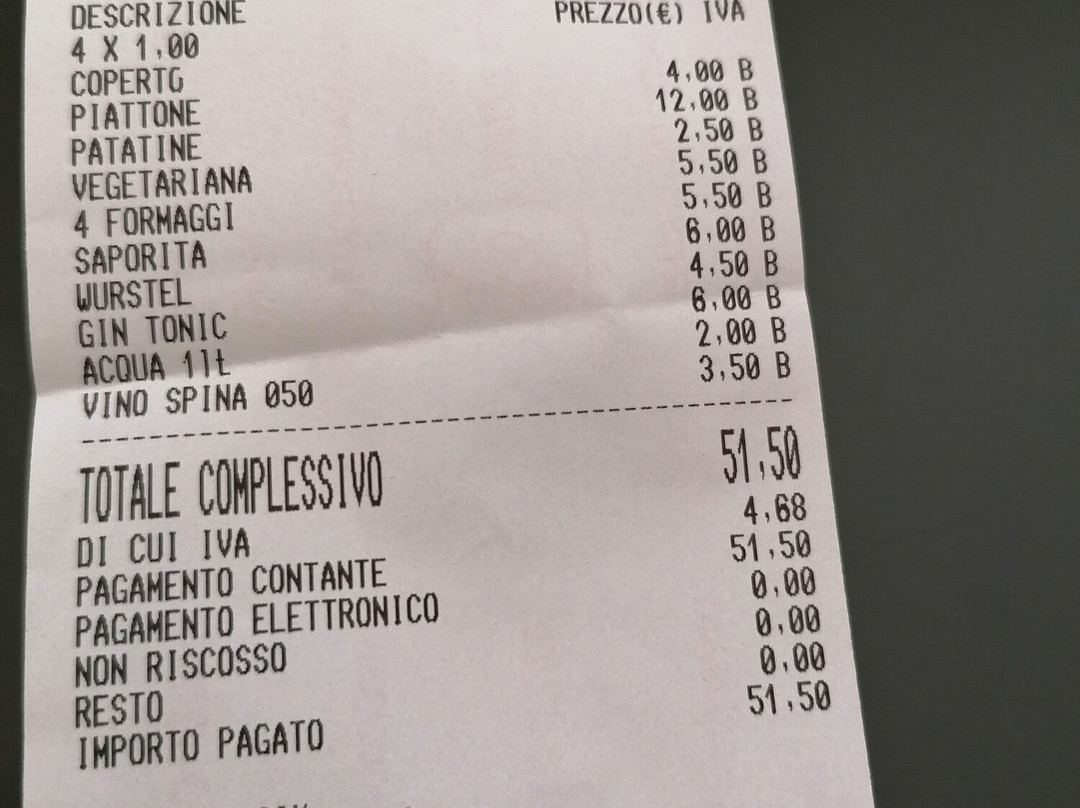 DESCRIZIONE PREZZO(€) IVA
4 X 1,00
COPERTO 4,00 B
PIATTONE 12,00 B
PATATINE 2,50 B
VEGETARIANA 5,50 B
4 FORMAGGI 5,50 B
SAPORITA 6,00 B
WURSTEL 4,50 B
GIN TONIC 6,00 B
ACQUA 1lt 2,00 B
VINO SPINA 050 3,50 B
TOTALE COMPLESSIVO 51,50
DI CUI IVA 4,68
PAGAMENTO CONTANTE 51,50
PAGAMENTO ELETTRONICO 0,00
NON RISCOSSO 0,00
RESTO 0,00
IMPORTO PAGATO 51,50